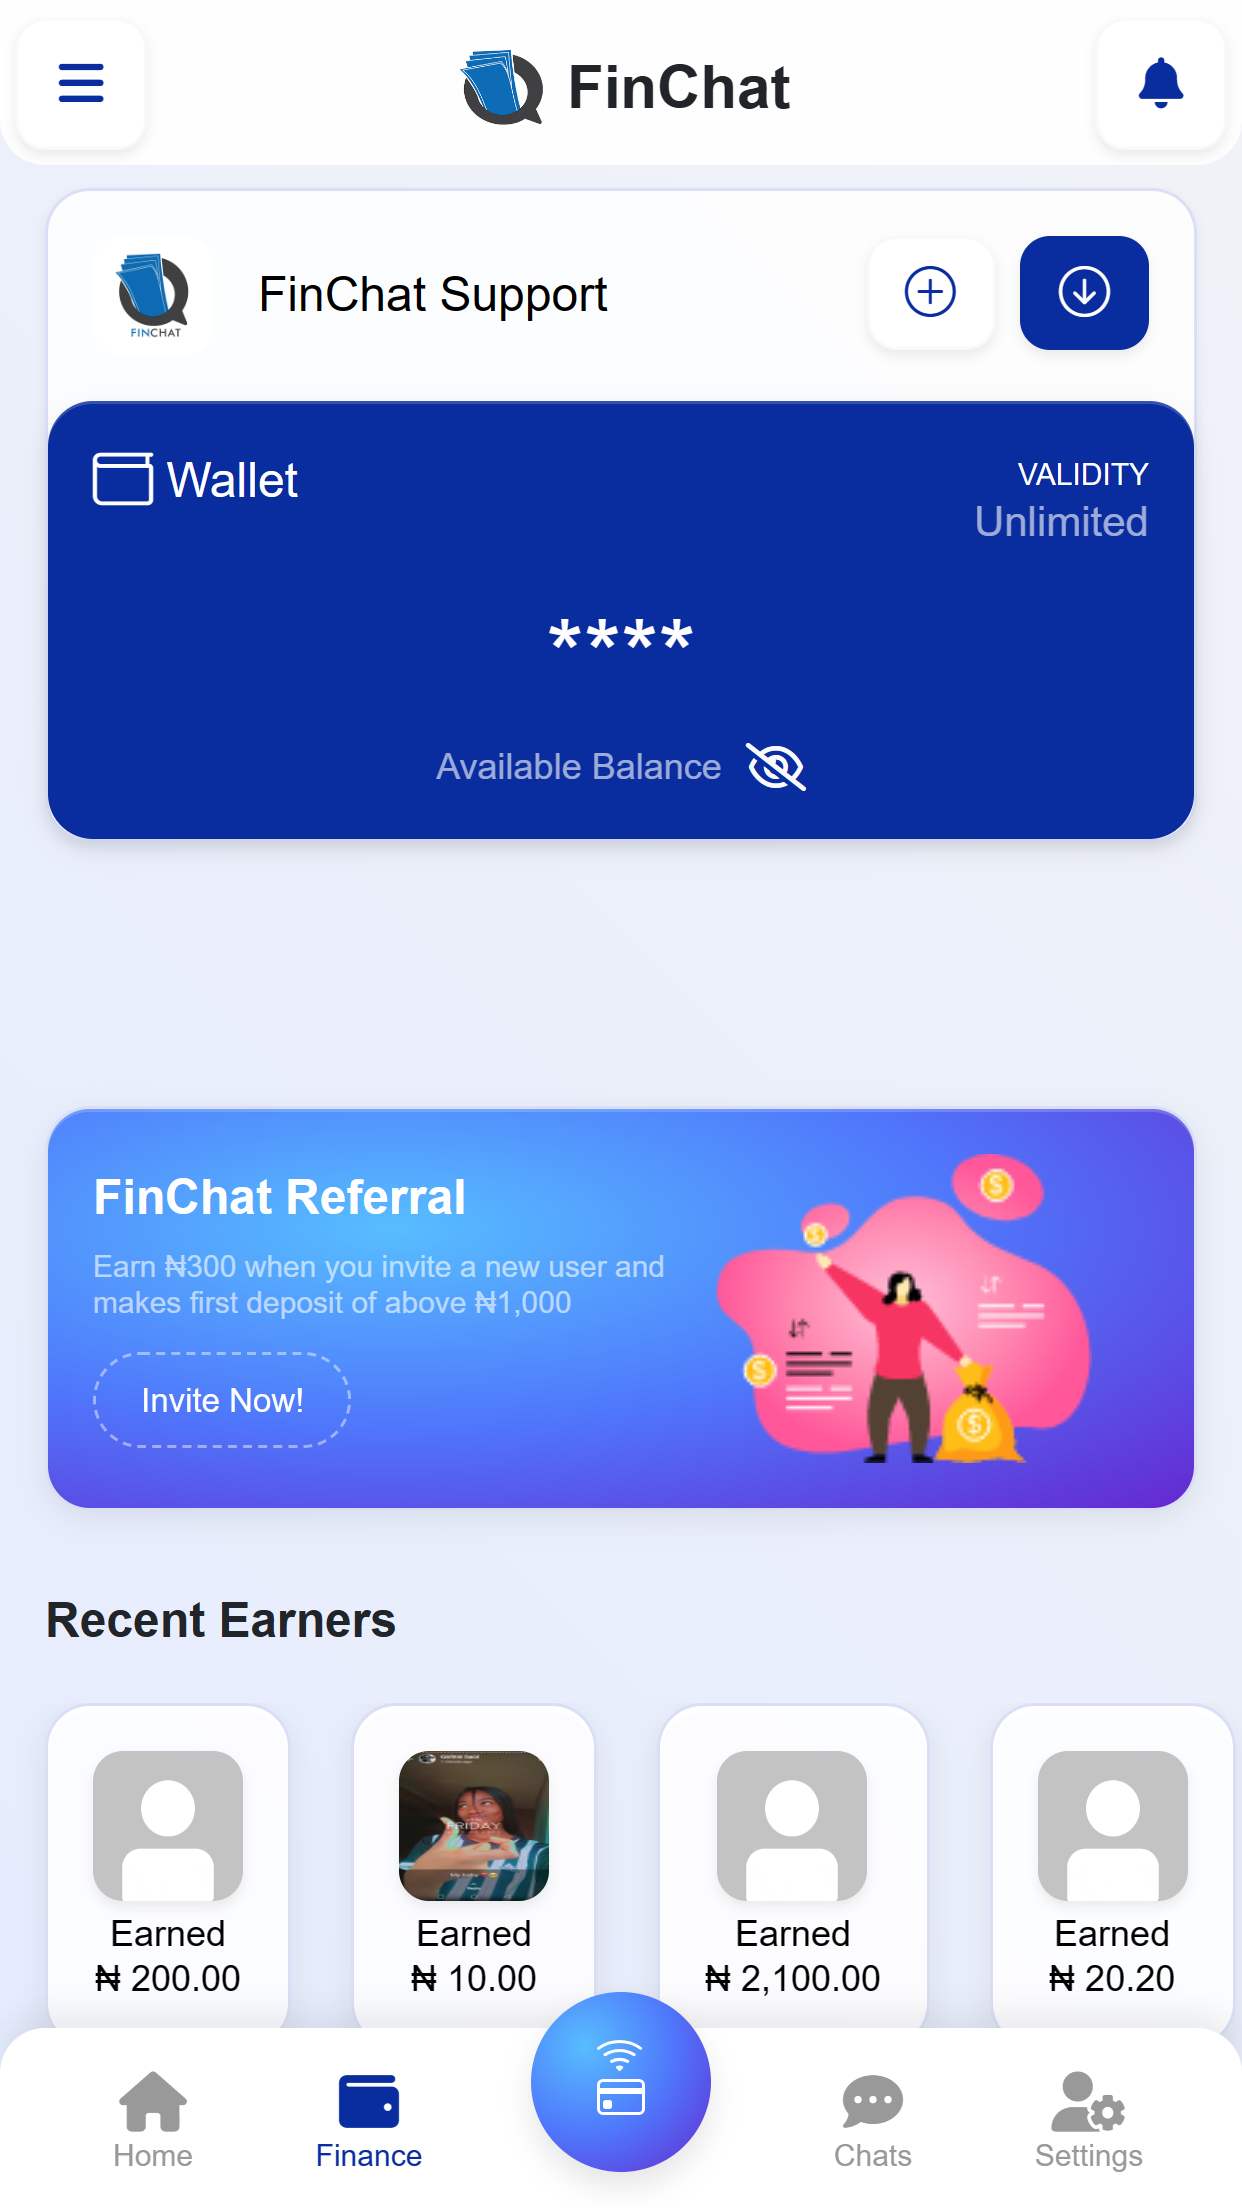 FinChat
FINCHAT
FinChat Support
Wallet
VALIDITY
Unlimited
****
Available Balance
FinChat Referral
Earn ₦300 when you invite a new user and
makes first deposit of above ₦1,000
Invite Now!
Recent Earners
FRIDAY
Earned
₦ 200.00
Earned
₦ 10.00
Earned
₦ 2,100.00
Earned
₦ 20.20
Home
Finance
Chats
Settings